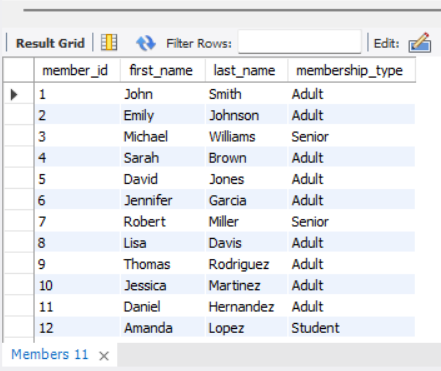 Result Grid Filter Rows: Edit:
member_id first_name last_name membership_type
1 John Smith Adult
2 Emily Johnson Adult
3 Michael Williams Senior
4 Sarah Brown Adult
5 David Jones Adult
6 Jennifer Garcia Adult
7 Robert Miller Senior
8 Lisa Davis Adult
9 Thomas Rodriguez Adult
10 Jessica Martinez Adult
11 Daniel Hernandez Adult
12 Amanda Lopez Student
Members 11